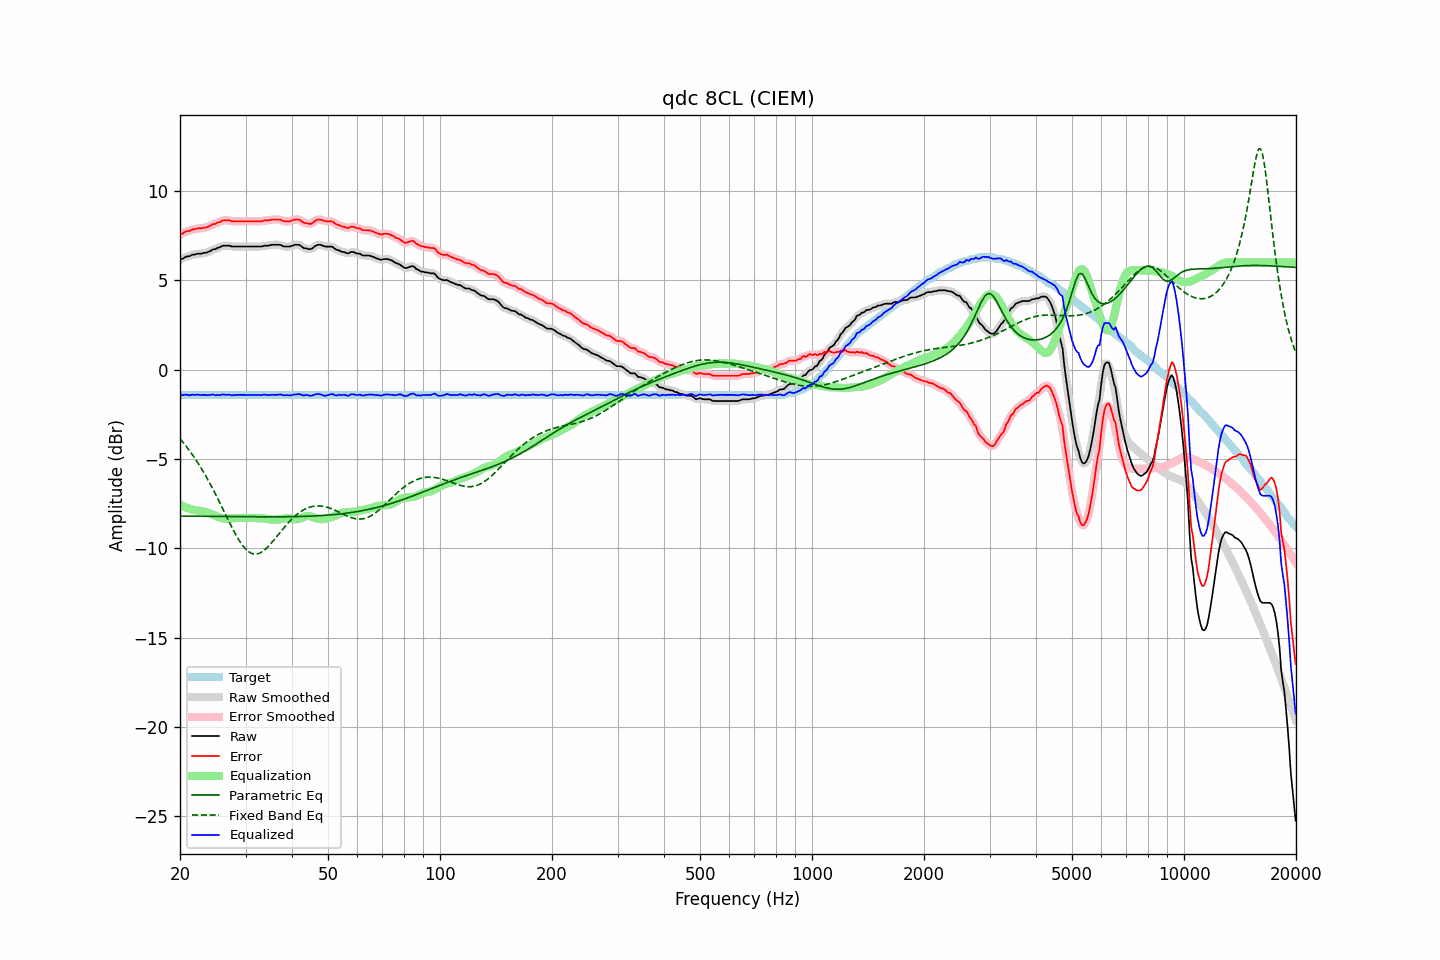 qdc 8CL (CIEM)
Amplitude (dBr)
10
5
0
−5
−10
−15
−20
−25
Target
Raw Smoothed
Error Smoothed
Raw
Error
Equalization
Parametric Eq
Fixed Band Eq
Equalized
20 50 100 200 500 1000 2000 5000 10000 20000
Frequency (Hz)